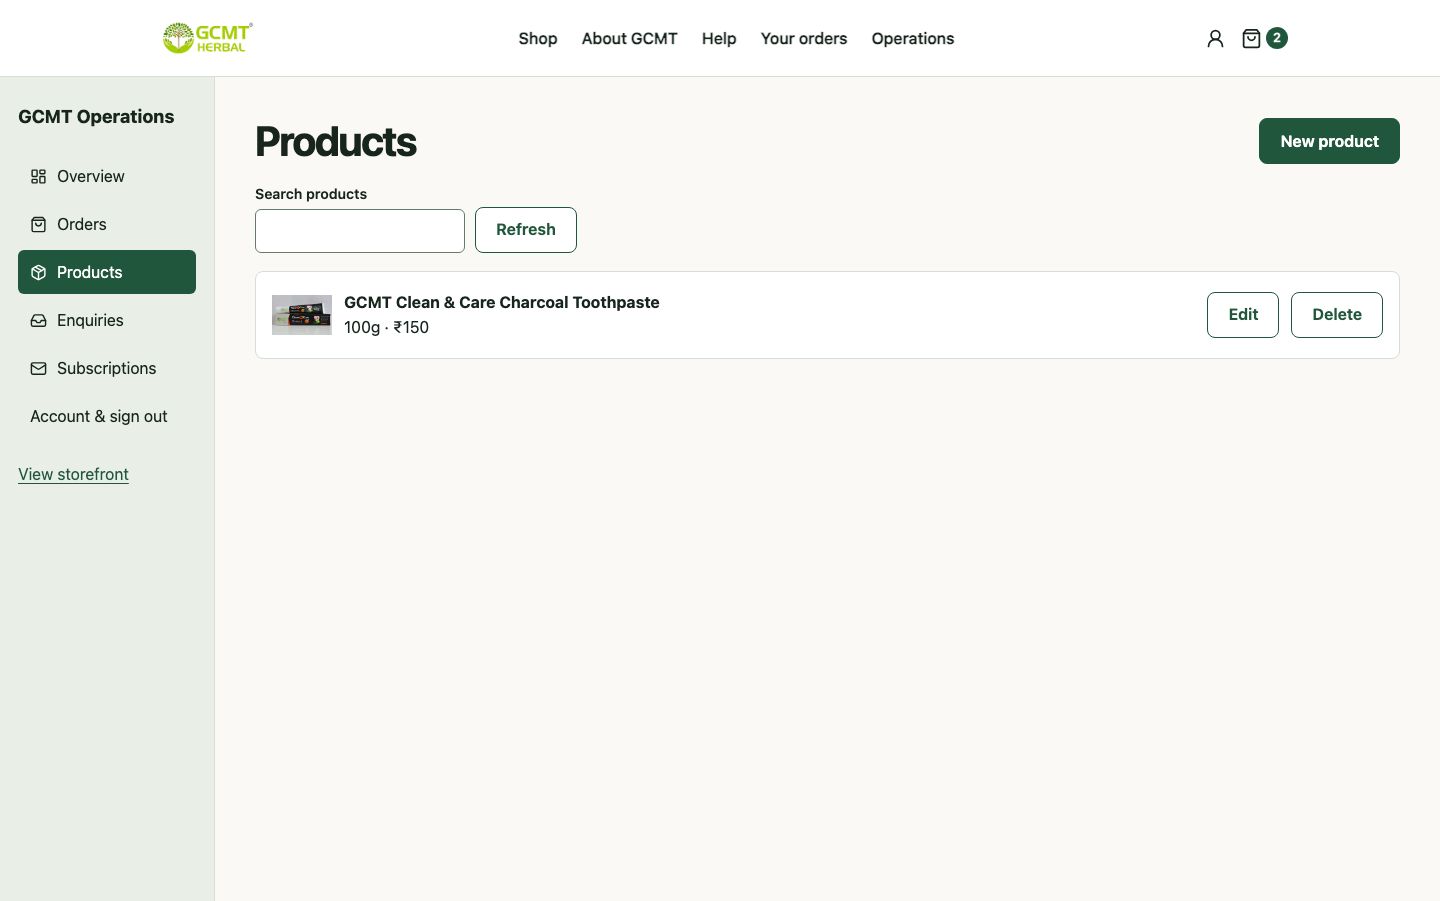 GCMT
HERBAL
Shop
About GCMT
Help
Your orders
Operations
2
GCMT Operations
Overview
Orders
Products
Enquiries
Subscriptions
Account & sign out
View storefront
Products
New product
Search products
Refresh
GCMT Clean & Care Charcoal Toothpaste
100g · ₹150
Edit
Delete